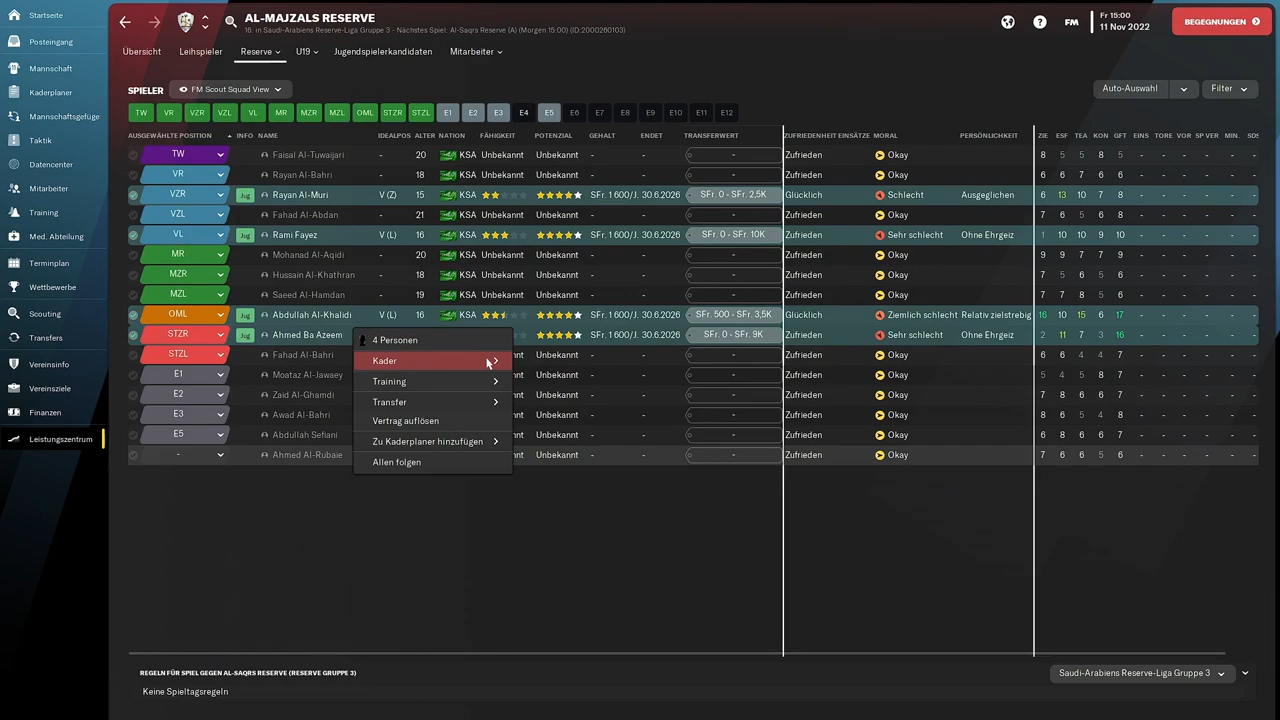 Startseite
Posteingang
Mannschaft
Kaderplaner
Mannschaftsgefüge
Taktik
Datencenter
Mitarbeiter
Training
Med. Abteilung
Terminplan
Wettbewerbe
Scouting
Transfers
Vereinsinfo
Vereinsziele
Finanzen
Leistungszentrum
AL-MAJZALS RESERVE
16. in Saudi-Arabiens Reserve-Liga Gruppe 3 - Nächstes Spiel: Al-Saqrs Reserve (A) (Morgen 15:00) (ID:2000260103)
FM
Fr 15:00
11 Nov 2022
BEGEGNUNGEN
Übersicht Leihspieler Reserve U19 Jugendspielerkandidaten Mitarbeiter
SPIELER FM Scout Squad View Auto-Auswahl Filter
TW VR VZR VZL VL MR MZR MZL OML STZR STZL E1 E2 E3 E4 E5 E6 E7 E8 E9 E10 E11 E12
AUSGEWÄHLTE POSITION INFO NAME IDEALPOS ALTER NATION FÄHIGKEIT POTENZIAL GEHALT ENDET TRANSFERWERT ZUFRIEDENHEIT EINSÄTZE MORAL PERSÖNLICHKEIT ZIE ESF TEA KON GFT EINS TORE VOR SP VER MIN. SDS
TW Faisal Al-Tuwaijari - 20 KSA Unbekannt Unbekannt - - - Zufrieden Okay 8 5 5 8 5 - - - - - -
VR Rayan Al-Bahri - 18 KSA Unbekannt Unbekannt - - - Zufrieden Okay 7 6 5 6 6 - - - - - -
VZR Jug Rayan Al-Muri V (Z) 15 KSA SFr. 1 600/J. 30.6.2026 SFr. 0 - SFr. 2,5K Glücklich Schlecht Ausgeglichen 6 13 10 7 8 - - - - - -
VZL Fahad Al-Abdan - 21 KSA Unbekannt Unbekannt - - - Zufrieden Okay 7 6 5 6 8 - - - - - -
VL Jug Rami Fayez V (L) 16 KSA SFr. 1 600/J. 30.6.2026 SFr. 0 - SFr. 10K Zufrieden Sehr schlecht Ohne Ehrgeiz 1 10 10 9 10 - - - - - -
MR Mohanad Al-Aqidi - 20 KSA Unbekannt Unbekannt - - - Zufrieden Okay 9 9 7 7 9 - - - - - -
MZR Hussain Al-Khathran - 18 KSA Unbekannt Unbekannt - - - Zufrieden Okay 7 5 6 5 6 - - - - - -
MZL Saeed Al-Hamdan - 19 KSA Unbekannt Unbekannt - - - Zufrieden Okay 7 7 8 5 6 - - - - - -
OML Jug Abdullah Al-Khalidi V (L) 16 KSA SFr. 1 600/J. 30.6.2026 SFr. 500 - SFr. 3,5K Glücklich Ziemlich schlecht Relativ zielstrebig 16 10 15 6 17 - - - - - -
STZR Jug Ahmed Ba Azeem SFr. 1 600/J. 30.6.2026 SFr. 0 - SFr. 9K Zufrieden Sehr schlecht Ohne Ehrgeiz 2 11 7 3 16 - - - - - -
STZL Fahad Al-Bahri Unbekannt - - - Zufrieden Okay 6 6 4 4 7 - - - - - -
E1 Moataz Al-Jawaey Unbekannt - - - Zufrieden Okay 5 4 5 8 7 - - - - - -
E2 Zaid Al-Ghamdi Unbekannt - - - Zufrieden Okay 7 6 6 6 7 - - - - - -
E3 Awad Al-Bahri Unbekannt - - - Zufrieden Okay 8 6 5 4 8 - - - - - -
E5 Abdullah Sefiani Unbekannt - - - Zufrieden Okay 6 8 6 7 6 - - - - - -
- Ahmed Al-Rubaie Unbekannt - - - Zufrieden Okay 7 6 6 5 6 - - - - - -
4 Personen
Kader
Training
Transfer
Vertrag auflösen
Zu Kaderplaner hinzufügen
Allen folgen
REGELN FÜR SPIEL GEGEN AL-SAQRS RESERVE (RESERVE GRUPPE 3)
Saudi-Arabiens Reserve-Liga Gruppe 3
Keine Spieltagsregeln